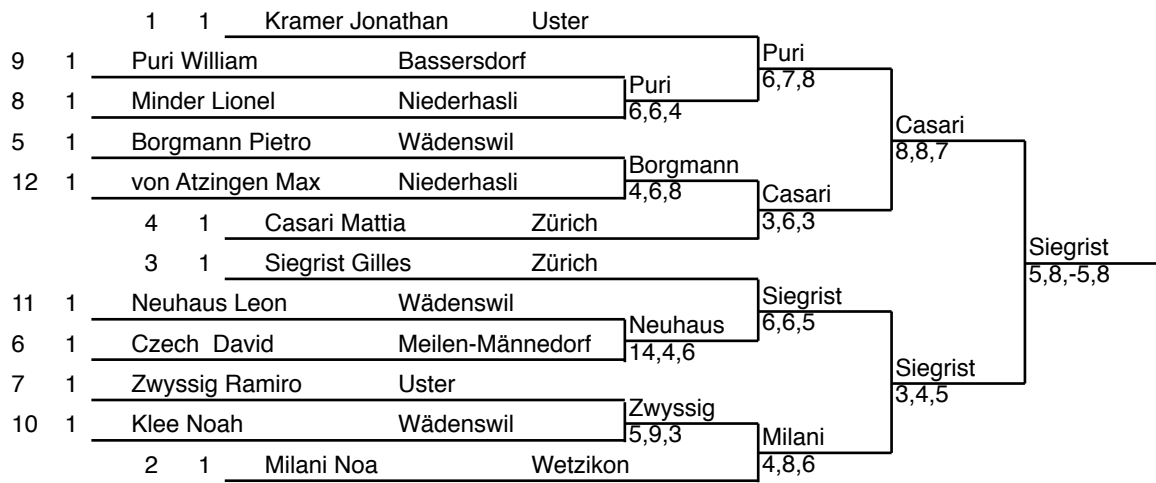 1 1 Kramer Jonathan Uster
Puri
9 1 Puri William Bassersdorf
6,7,8
Puri
8 1 Minder Lionel Niederhasli
6,6,4
Casari
5 1 Borgmann Pietro Wädenswil
8,8,7
Borgmann
12 1 von Atzingen Max Niederhasli
4,6,8
Casari
4 1 Casari Mattia Zürich
3,6,3
Siegrist
3 1 Siegrist Gilles Zürich
5,8,-5,8
Siegrist
11 1 Neuhaus Leon Wädenswil
6,6,5
Neuhaus
6 1 Czech  David Meilen-Männedorf
14,4,6
Siegrist
7 1 Zwyssig Ramiro Uster
3,4,5
Zwyssig
10 1 Klee Noah Wädenswil
5,9,3
Milani
2 1 Milani Noa Wetzikon
4,8,6